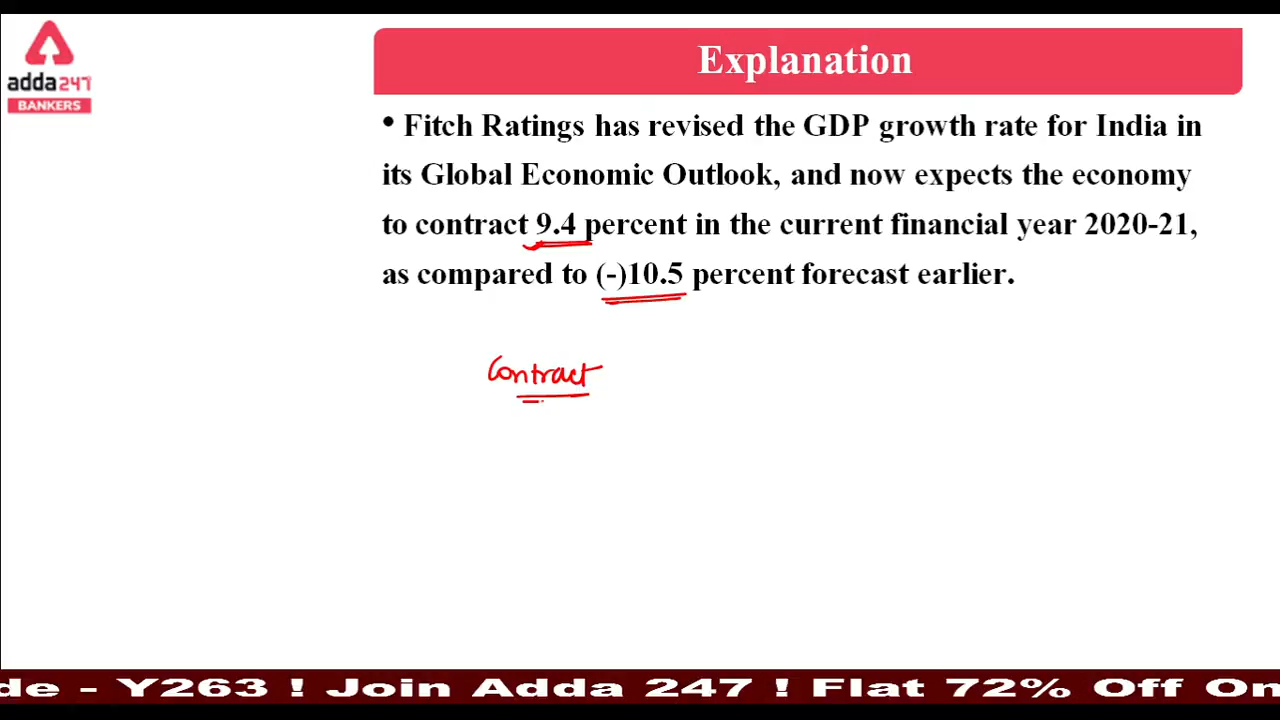 adda247
BANKERS
Explanation
• Fitch Ratings has revised the GDP growth rate for India in
its Global Economic Outlook, and now expects the economy
to contract 9.4 percent in the current financial year 2020-21,
as compared to (-)10.5 percent forecast earlier.
Contract
de - Y263 ! Join Adda 247 ! Flat 72% Off On